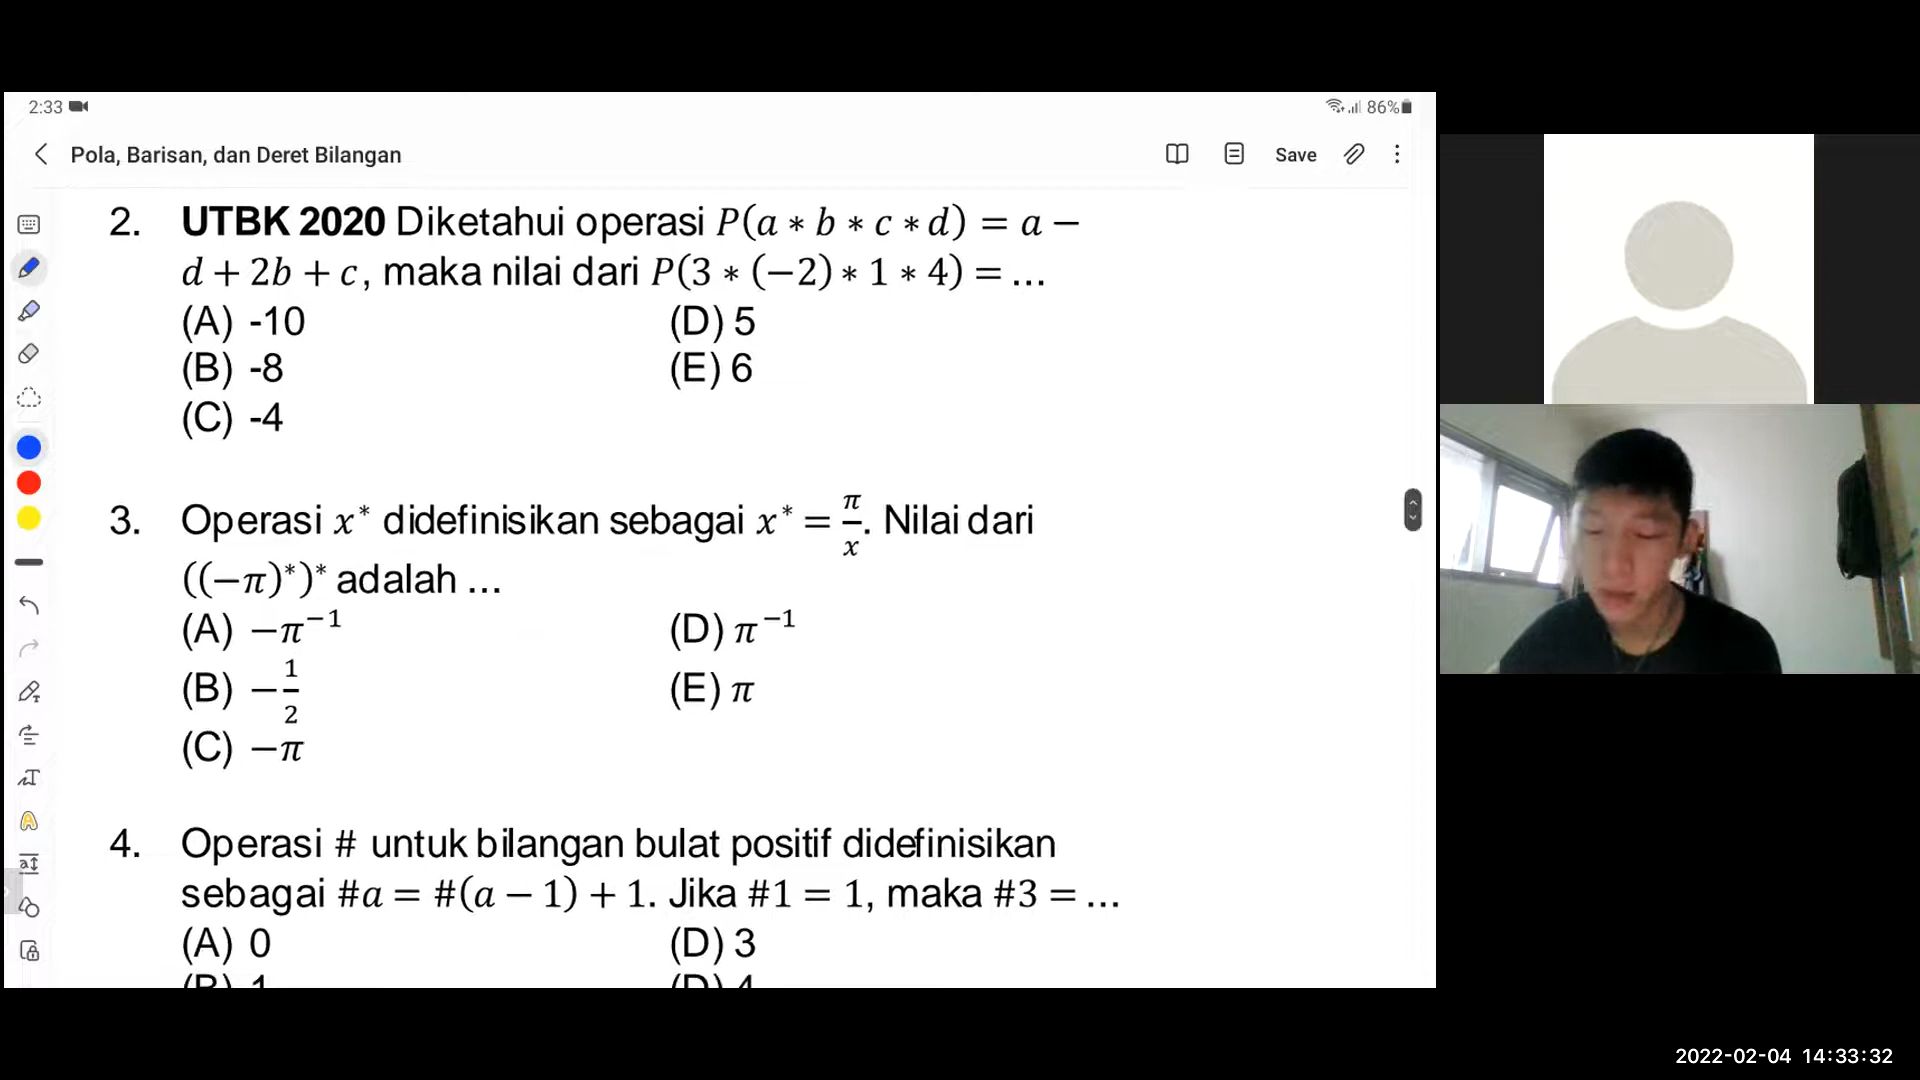 2:33 86%
Pola, Barisan, dan Deret Bilangan Save
2. UTBK 2020 Diketahui operasi P(a ∗ b ∗ c ∗ d) = a −
d + 2b + c, maka nilai dari P(3 ∗ (−2) ∗ 1 ∗ 4) = ...
(A) -10 (D) 5
(B) -8 (E) 6
(C) -4
3. Operasi x* didefinisikan sebagai x* = π/x. Nilai dari
((−π)*)* adalah ...
(A) −π⁻¹ (D) π⁻¹
(B) −1/2 (E) π
(C) −π
4. Operasi # untuk bilangan bulat positif didefinisikan
sebagai #a = #(a − 1) + 1. Jika #1 = 1, maka #3 = ...
(A) 0 (D) 3
(B) 1 (D) 4
2022-02-04 14:33:32